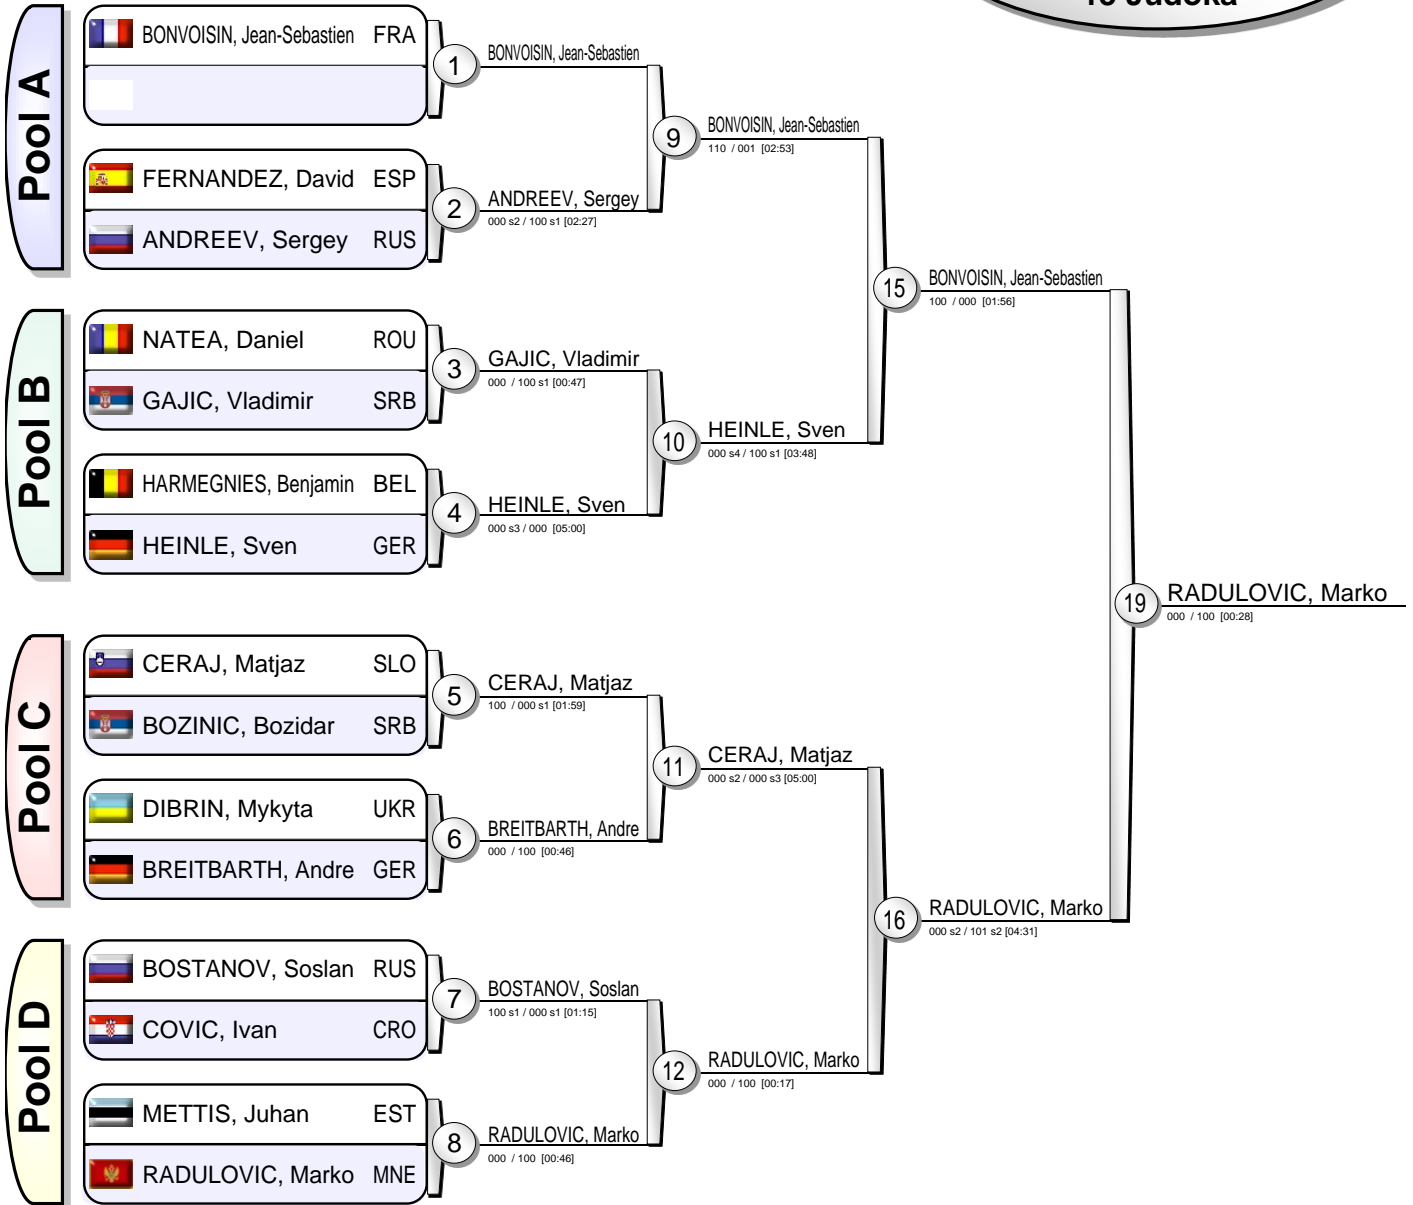 15 Judoka
Pool A
BONVOISIN, Jean-Sebastien FRA
FERNANDEZ, David ESP
ANDREEV, Sergey RUS
Pool B
NATEA, Daniel ROU
GAJIC, Vladimir SRB
HARMEGNIES, Benjamin BEL
HEINLE, Sven GER
Pool C
CERAJ, Matjaz SLO
BOZINIC, Bozidar SRB
DIBRIN, Mykyta UKR
BREITBARTH, Andre GER
Pool D
BOSTANOV, Soslan RUS
COVIC, Ivan CRO
METTIS, Juhan EST
RADULOVIC, Marko MNE
1
BONVOISIN, Jean-Sebastien
2
ANDREEV, Sergey
000 s2 / 100 s1 [02:27]
3
GAJIC, Vladimir
000 / 100 s1 [00:47]
4
HEINLE, Sven
000 s3 / 000 [05:00]
5
CERAJ, Matjaz
100 / 000 s1 [01:59]
6
BREITBARTH, Andre
000 / 100 [00:46]
7
BOSTANOV, Soslan
100 s1 / 000 s1 [01:15]
8
RADULOVIC, Marko
000 / 100 [00:46]
9
BONVOISIN, Jean-Sebastien
110 / 001 [02:53]
10
HEINLE, Sven
000 s4 / 100 s1 [03:48]
11
CERAJ, Matjaz
000 s2 / 000 s3 [05:00]
12
RADULOVIC, Marko
000 / 100 [00:17]
15
BONVOISIN, Jean-Sebastien
100 / 000 [01:56]
16
RADULOVIC, Marko
000 s2 / 101 s2 [04:31]
19
RADULOVIC, Marko
000 / 100 [00:28]